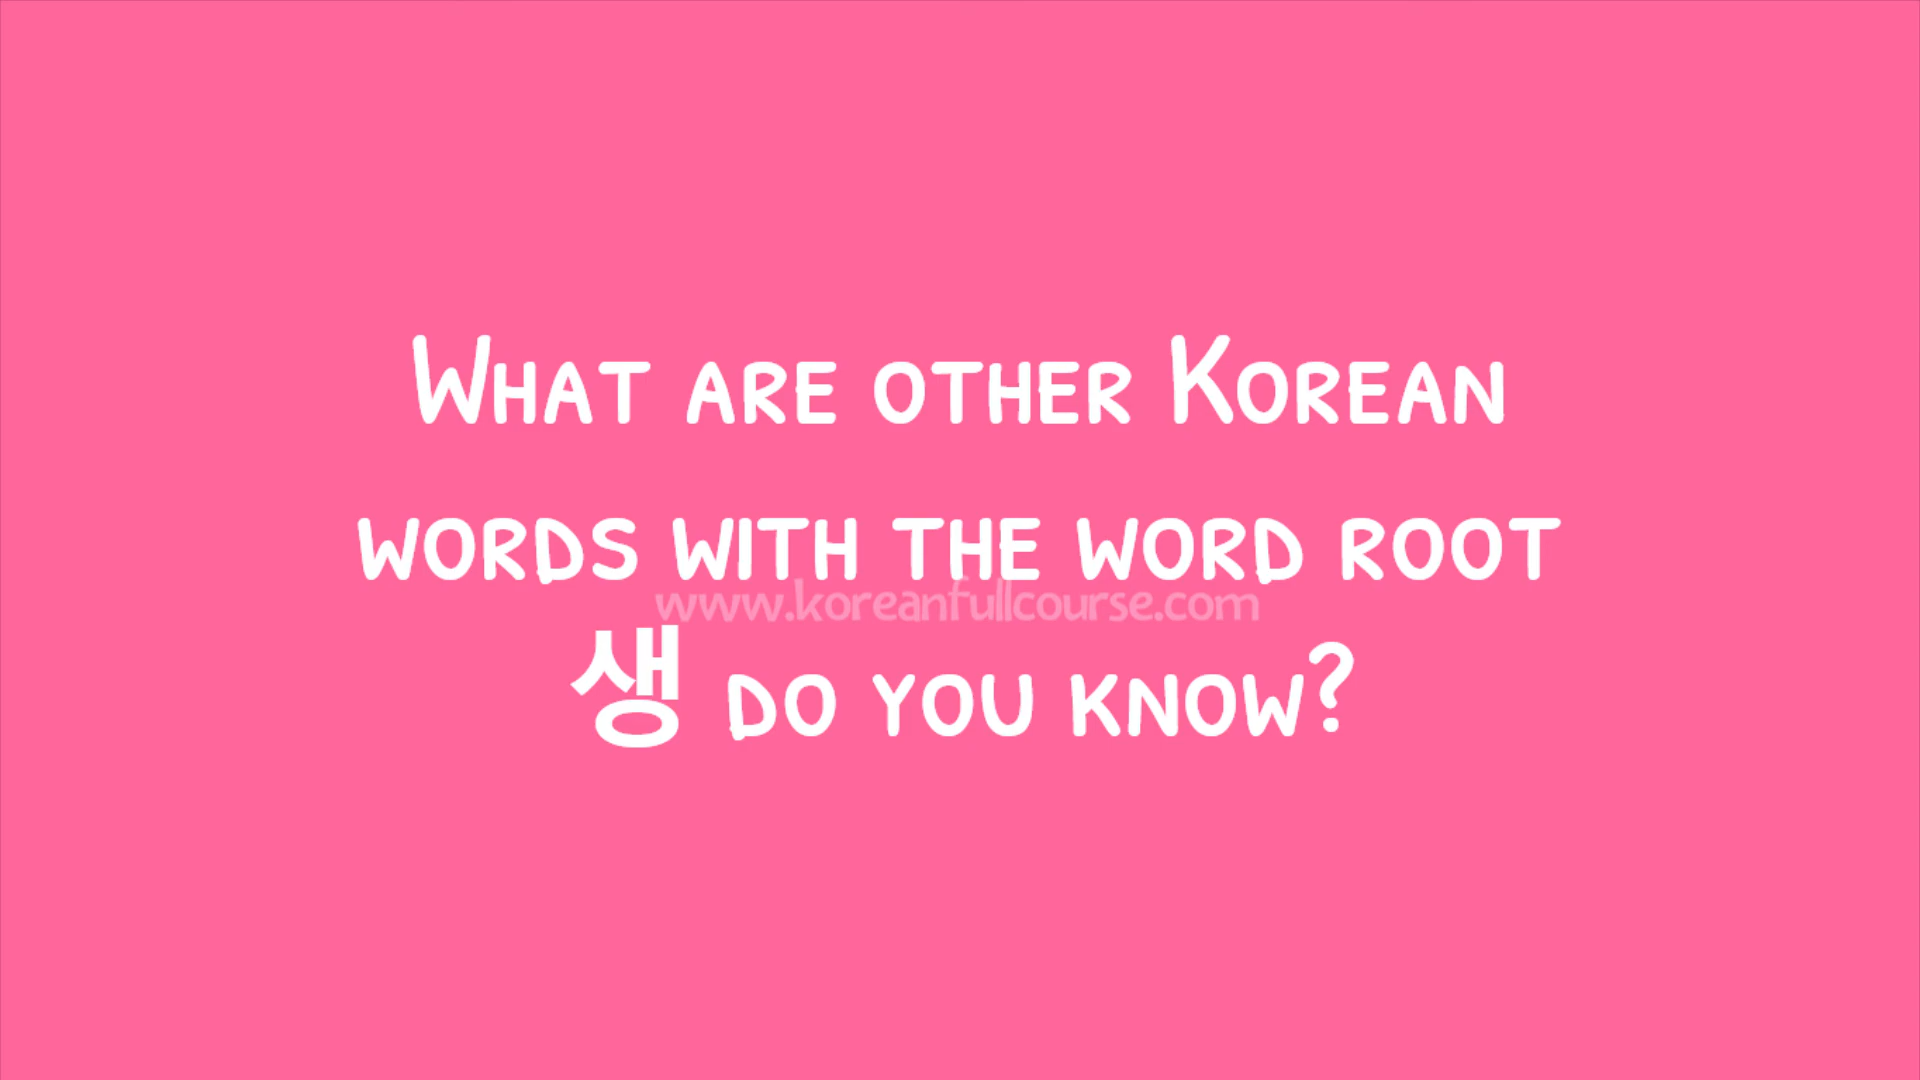 What are other Korean
words with the word root
www.koreanfullcourse.com
생 do you know?